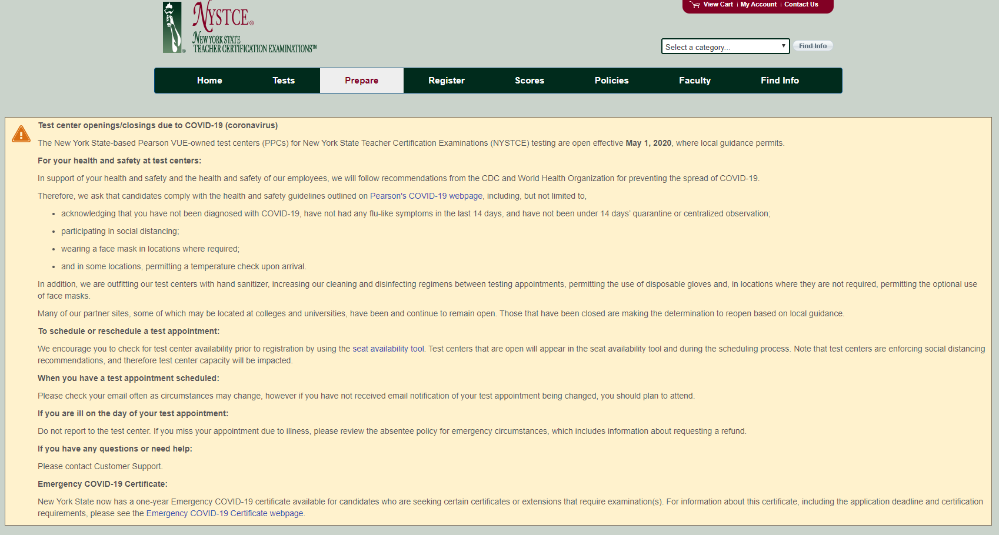 View Cart My Account Contact Us
NYSTCE®
NEW YORK STATE
TEACHER CERTIFICATION EXAMINATIONS™
®
Select a category...
Find Info
Home Tests Prepare Register Scores Policies Faculty Find Info
Test center openings/closings due to COVID-19 (coronavirus)
The New York State-based Pearson VUE-owned test centers (PPCs) for New York State Teacher Certification Examinations (NYSTCE) testing are open effective May 1, 2020, where local guidance permits.
For your health and safety at test centers:
In support of your health and safety and the health and safety of our employees, we will follow recommendations from the CDC and World Health Organization for preventing the spread of COVID-19.
Therefore, we ask that candidates comply with the health and safety guidelines outlined on Pearson's COVID-19 webpage, including, but not limited to,
• acknowledging that you have not been diagnosed with COVID-19, have not had any flu-like symptoms in the last 14 days, and have not been under 14 days’ quarantine or centralized observation;
• participating in social distancing;
• wearing a face mask in locations where required;
• and in some locations, permitting a temperature check upon arrival.
In addition, we are outfitting our test centers with hand sanitizer, increasing our cleaning and disinfecting regimens between testing appointments, permitting the use of disposable gloves and, in locations where they are not required, permitting the optional use
of face masks.
Many of our partner sites, some of which may be located at colleges and universities, have been and continue to remain open. Those that have been closed are making the determination to reopen based on local guidance.
To schedule or reschedule a test appointment:
We encourage you to check for test center availability prior to registration by using the seat availability tool. Test centers that are open will appear in the seat availability tool and during the scheduling process. Note that test centers are enforcing social distancing
recommendations, and therefore test center capacity will be impacted.
When you have a test appointment scheduled:
Please check your email often as circumstances may change, however if you have not received email notification of your test appointment being changed, you should plan to attend.
If you are ill on the day of your test appointment:
Do not report to the test center. If you miss your appointment due to illness, please review the absentee policy for emergency circumstances, which includes information about requesting a refund.
If you have any questions or need help:
Please contact Customer Support.
Emergency COVID-19 Certificate:
New York State now has a one-year Emergency COVID-19 certificate available for candidates who are seeking certain certificates or extensions that require examination(s). For information about this certificate, including the application deadline and certification
requirements, please see the Emergency COVID-19 Certificate webpage.